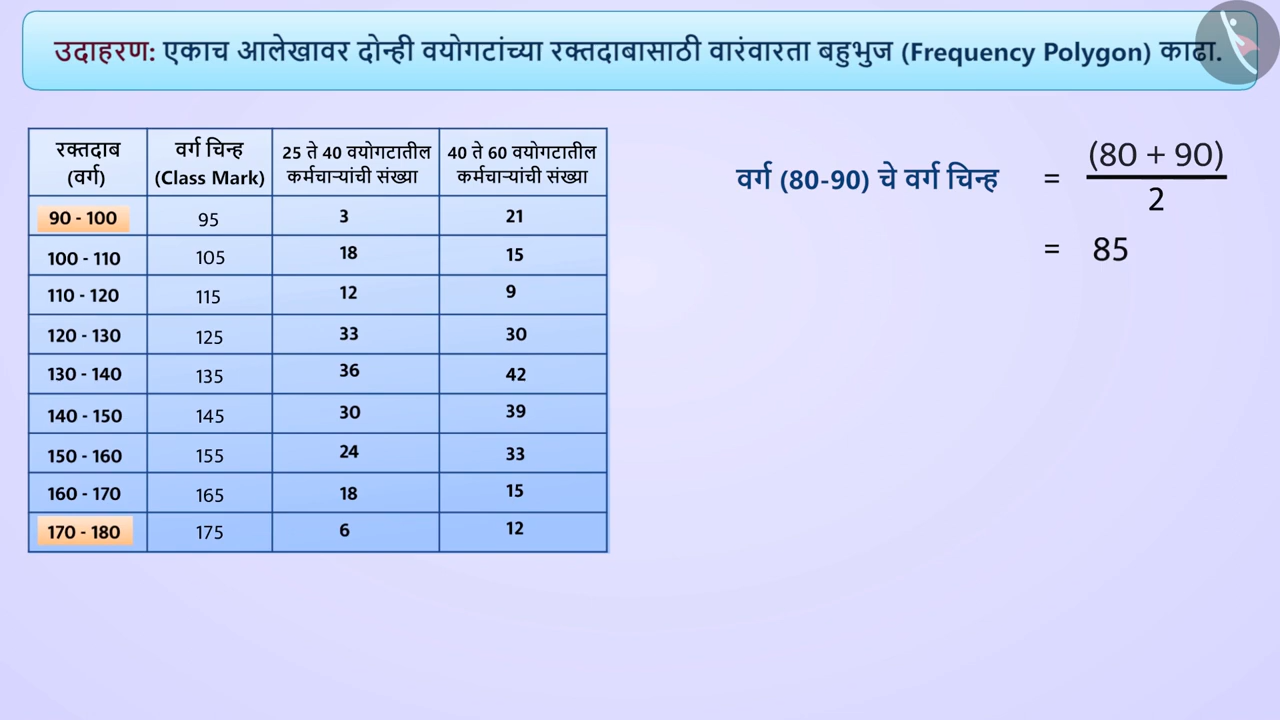 उदाहरण: एकाच आलेखावर दोन्ही वयोगटांच्या रक्तदाबासाठी वारंवारता बहुभुज (Frequency Polygon) काढा.
रक्तदाब (वर्ग) वर्ग चिन्ह (Class Mark) 25 ते 40 वयोगटातील कर्मचाऱ्यांची संख्या 40 ते 60 वयोगटातील कर्मचाऱ्यांची संख्या
90 - 100 95 3 21
100 - 110 105 18 15
110 - 120 115 12 9
120 - 130 125 33 30
130 - 140 135 36 42
140 - 150 145 30 39
150 - 160 155 24 33
160 - 170 165 18 15
170 - 180 175 6 12
वर्ग (80-90) चे वर्ग चिन्ह = (80 + 90)
2
= 85